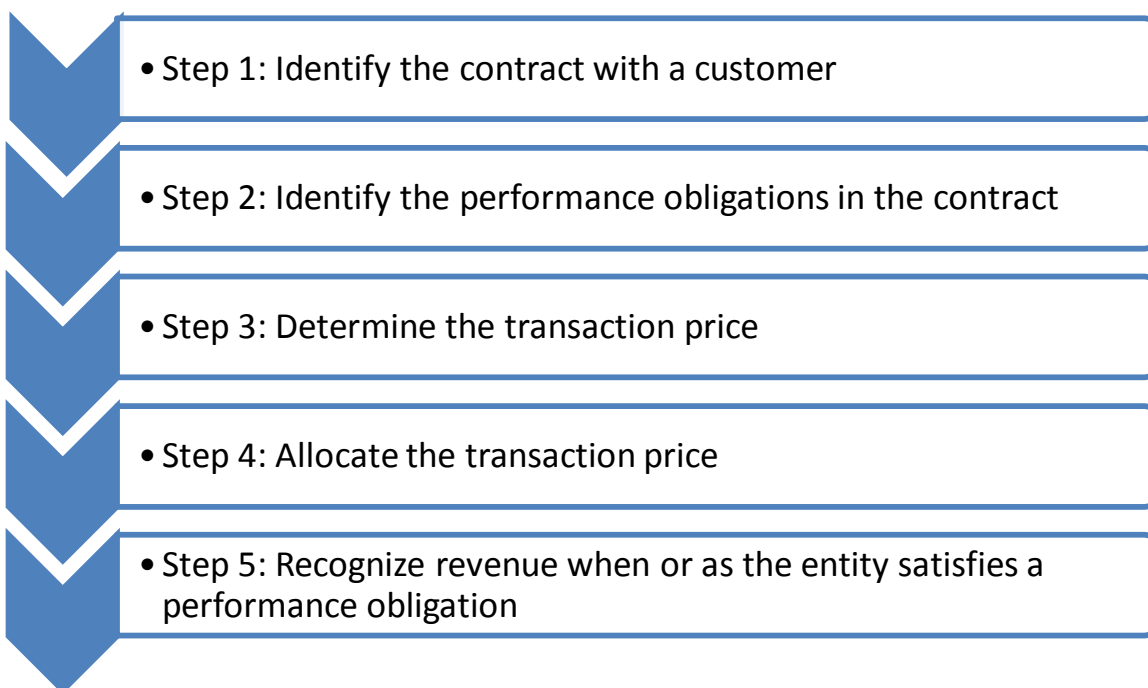 • Step 1: Identify the contract with a customer
• Step 2: Identify the performance obligations in the contract
• Step 3: Determine the transaction price
• Step 4: Allocate the transaction price
• Step 5: Recognize revenue when or as the entity satisfies a
performance obligation